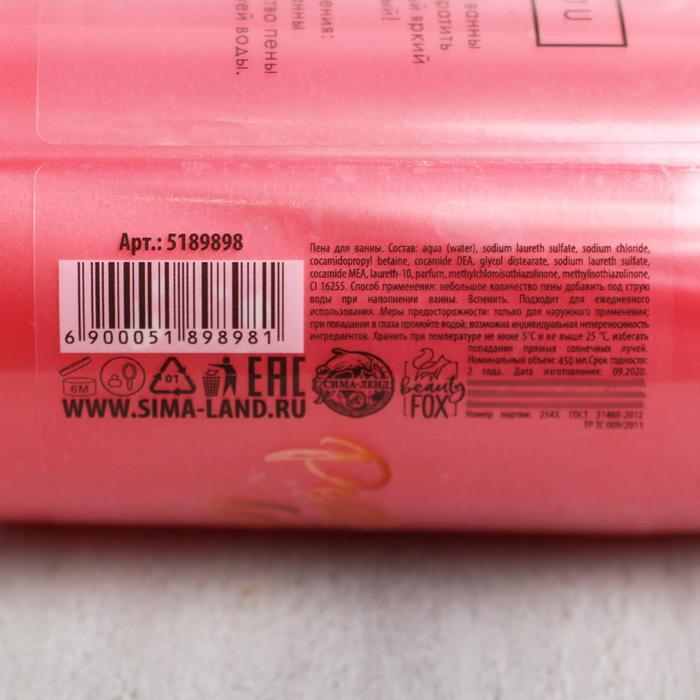 ванны
ратить
й яркий
ый!
ения:
тво пены
анны
ей воды.
OU
Арт.: 5189898
6 900051 898981
6М
01
EAC
WWW.SIMA-LAND.RU
СИМА-ЛЕНД
beauty
FOX
Пена для ванны. Состав: aqua (water), sodium laureth sulfate, sodium chloride,
cocamidopropyl betaine, cocamide DEA, glycol distearate, sodium laureth sulfate,
cocamide MEA, laureth-10, parfum, methylchloroisothiazolinone, methylisothiazolinone,
CI 16255. Способ применения: небольшое количество пены добавить под струю
воды при наполнении ванны. Вспенить. Подходит для ежедневного
использования. Меры предосторожности: только для наружного применения;
при попадании в глаза промойте водой; возможна индивидуальная непереносимость
ингредиентов. Хранить при температуре не ниже 5°С и не выше 25 °С, избегать
попадания прямых солнечных лучей.
Номинальный объем: 450 мл. Срок годности:
2 года. Дата изготовления: 09.2020.
Номер партии: 2543. ГОСТ 31460-2012
ТР ТС 009/2011